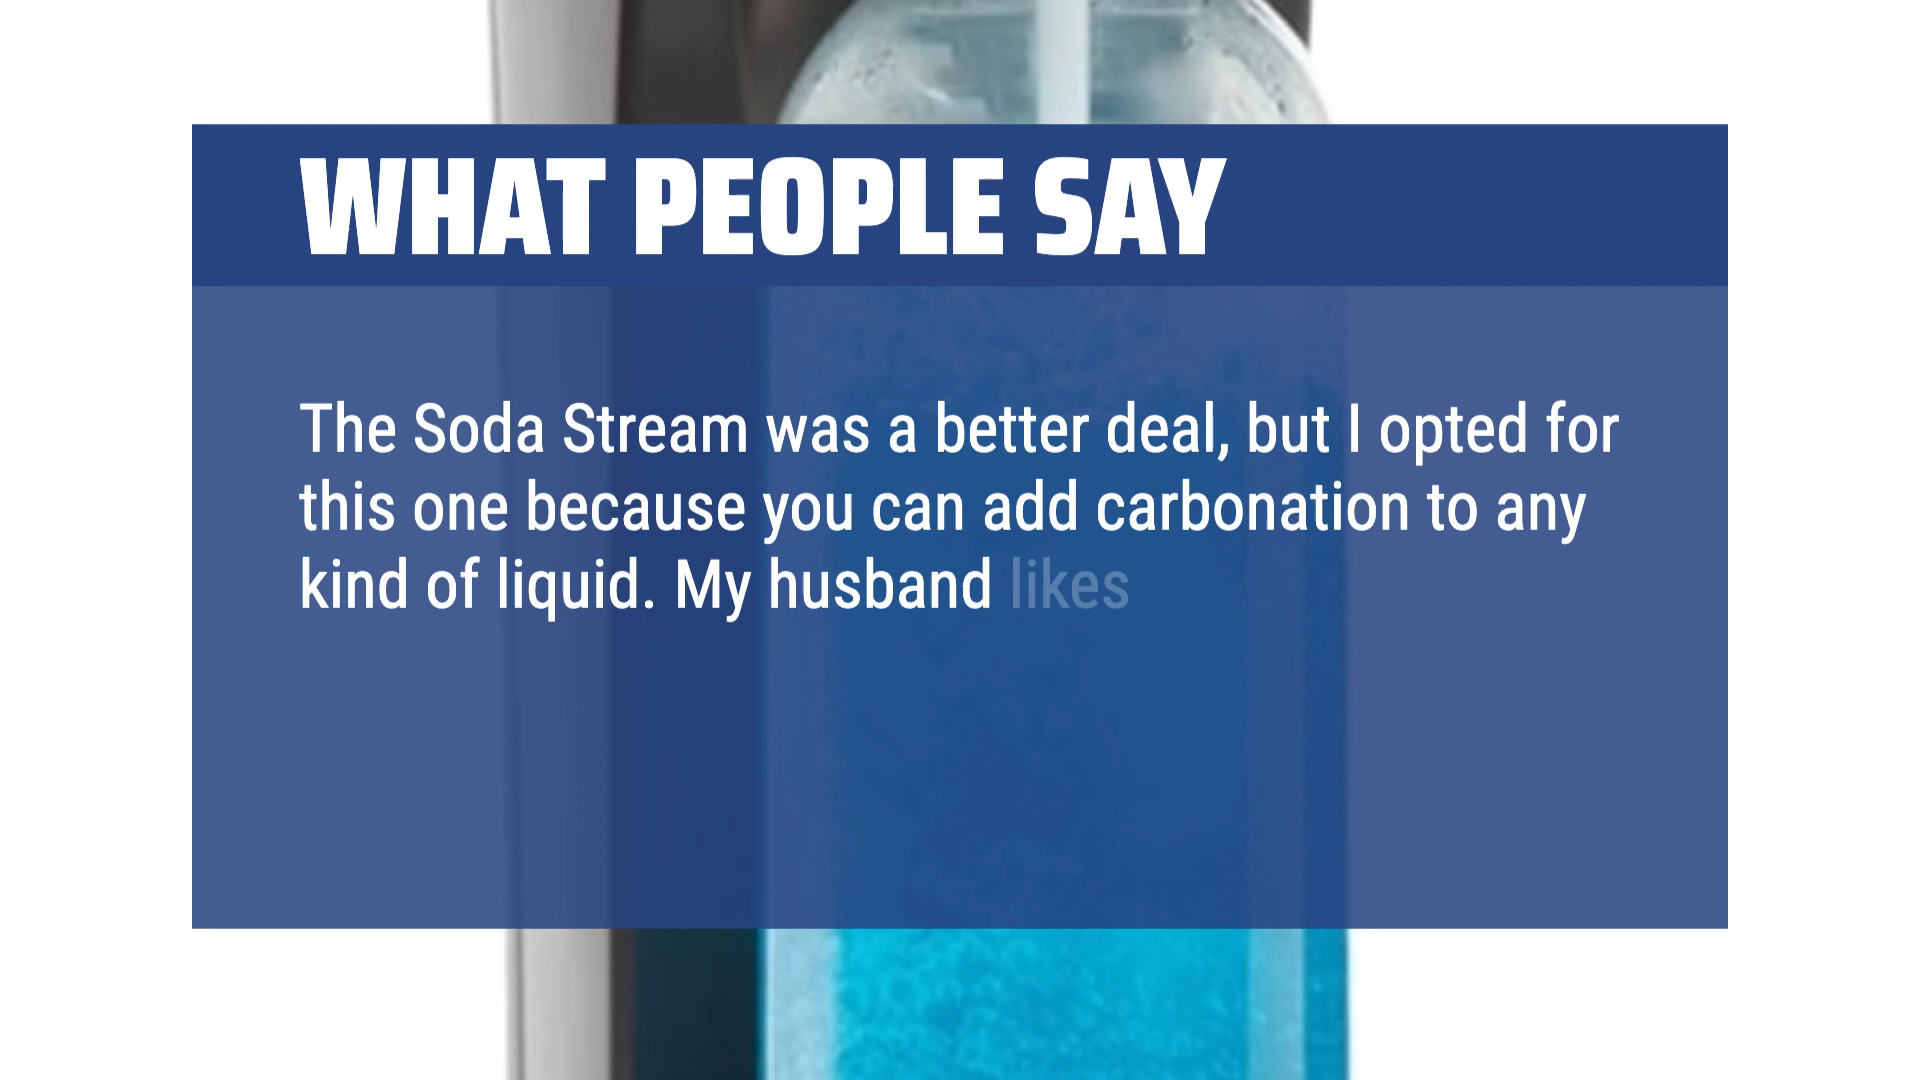 WHAT PEOPLE SAY
The Soda Stream was a better deal, but I opted for
this one because you can add carbonation to any
kind of liquid. My husband likes